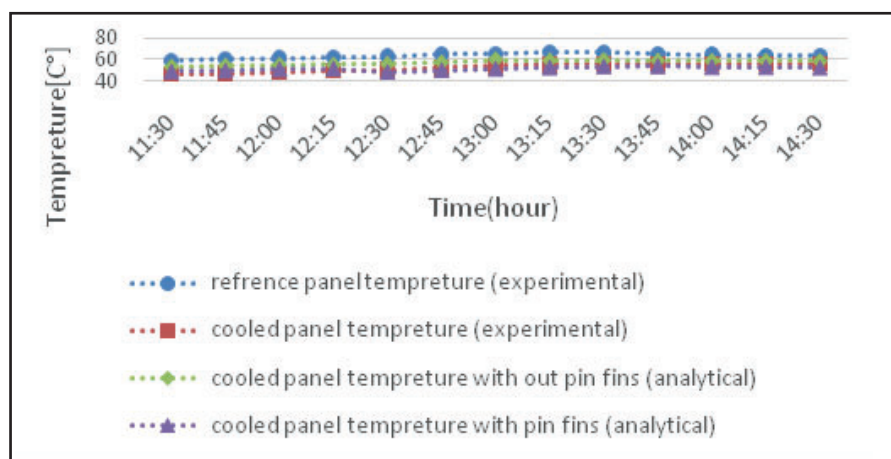 80
60
40
Tempreture[C°]
11:30
11:45
12:00
12:15
12:30
12:45
13:00
13:15
13:30
13:45
14:00
14:15
14:30
Time(hour)
refrence panel tempreture (experimental)
cooled panel tempreture (experimental)
cooled panel tempreture with out pin fins (analytical)
cooled panel tempreture with pin fins (analytical)